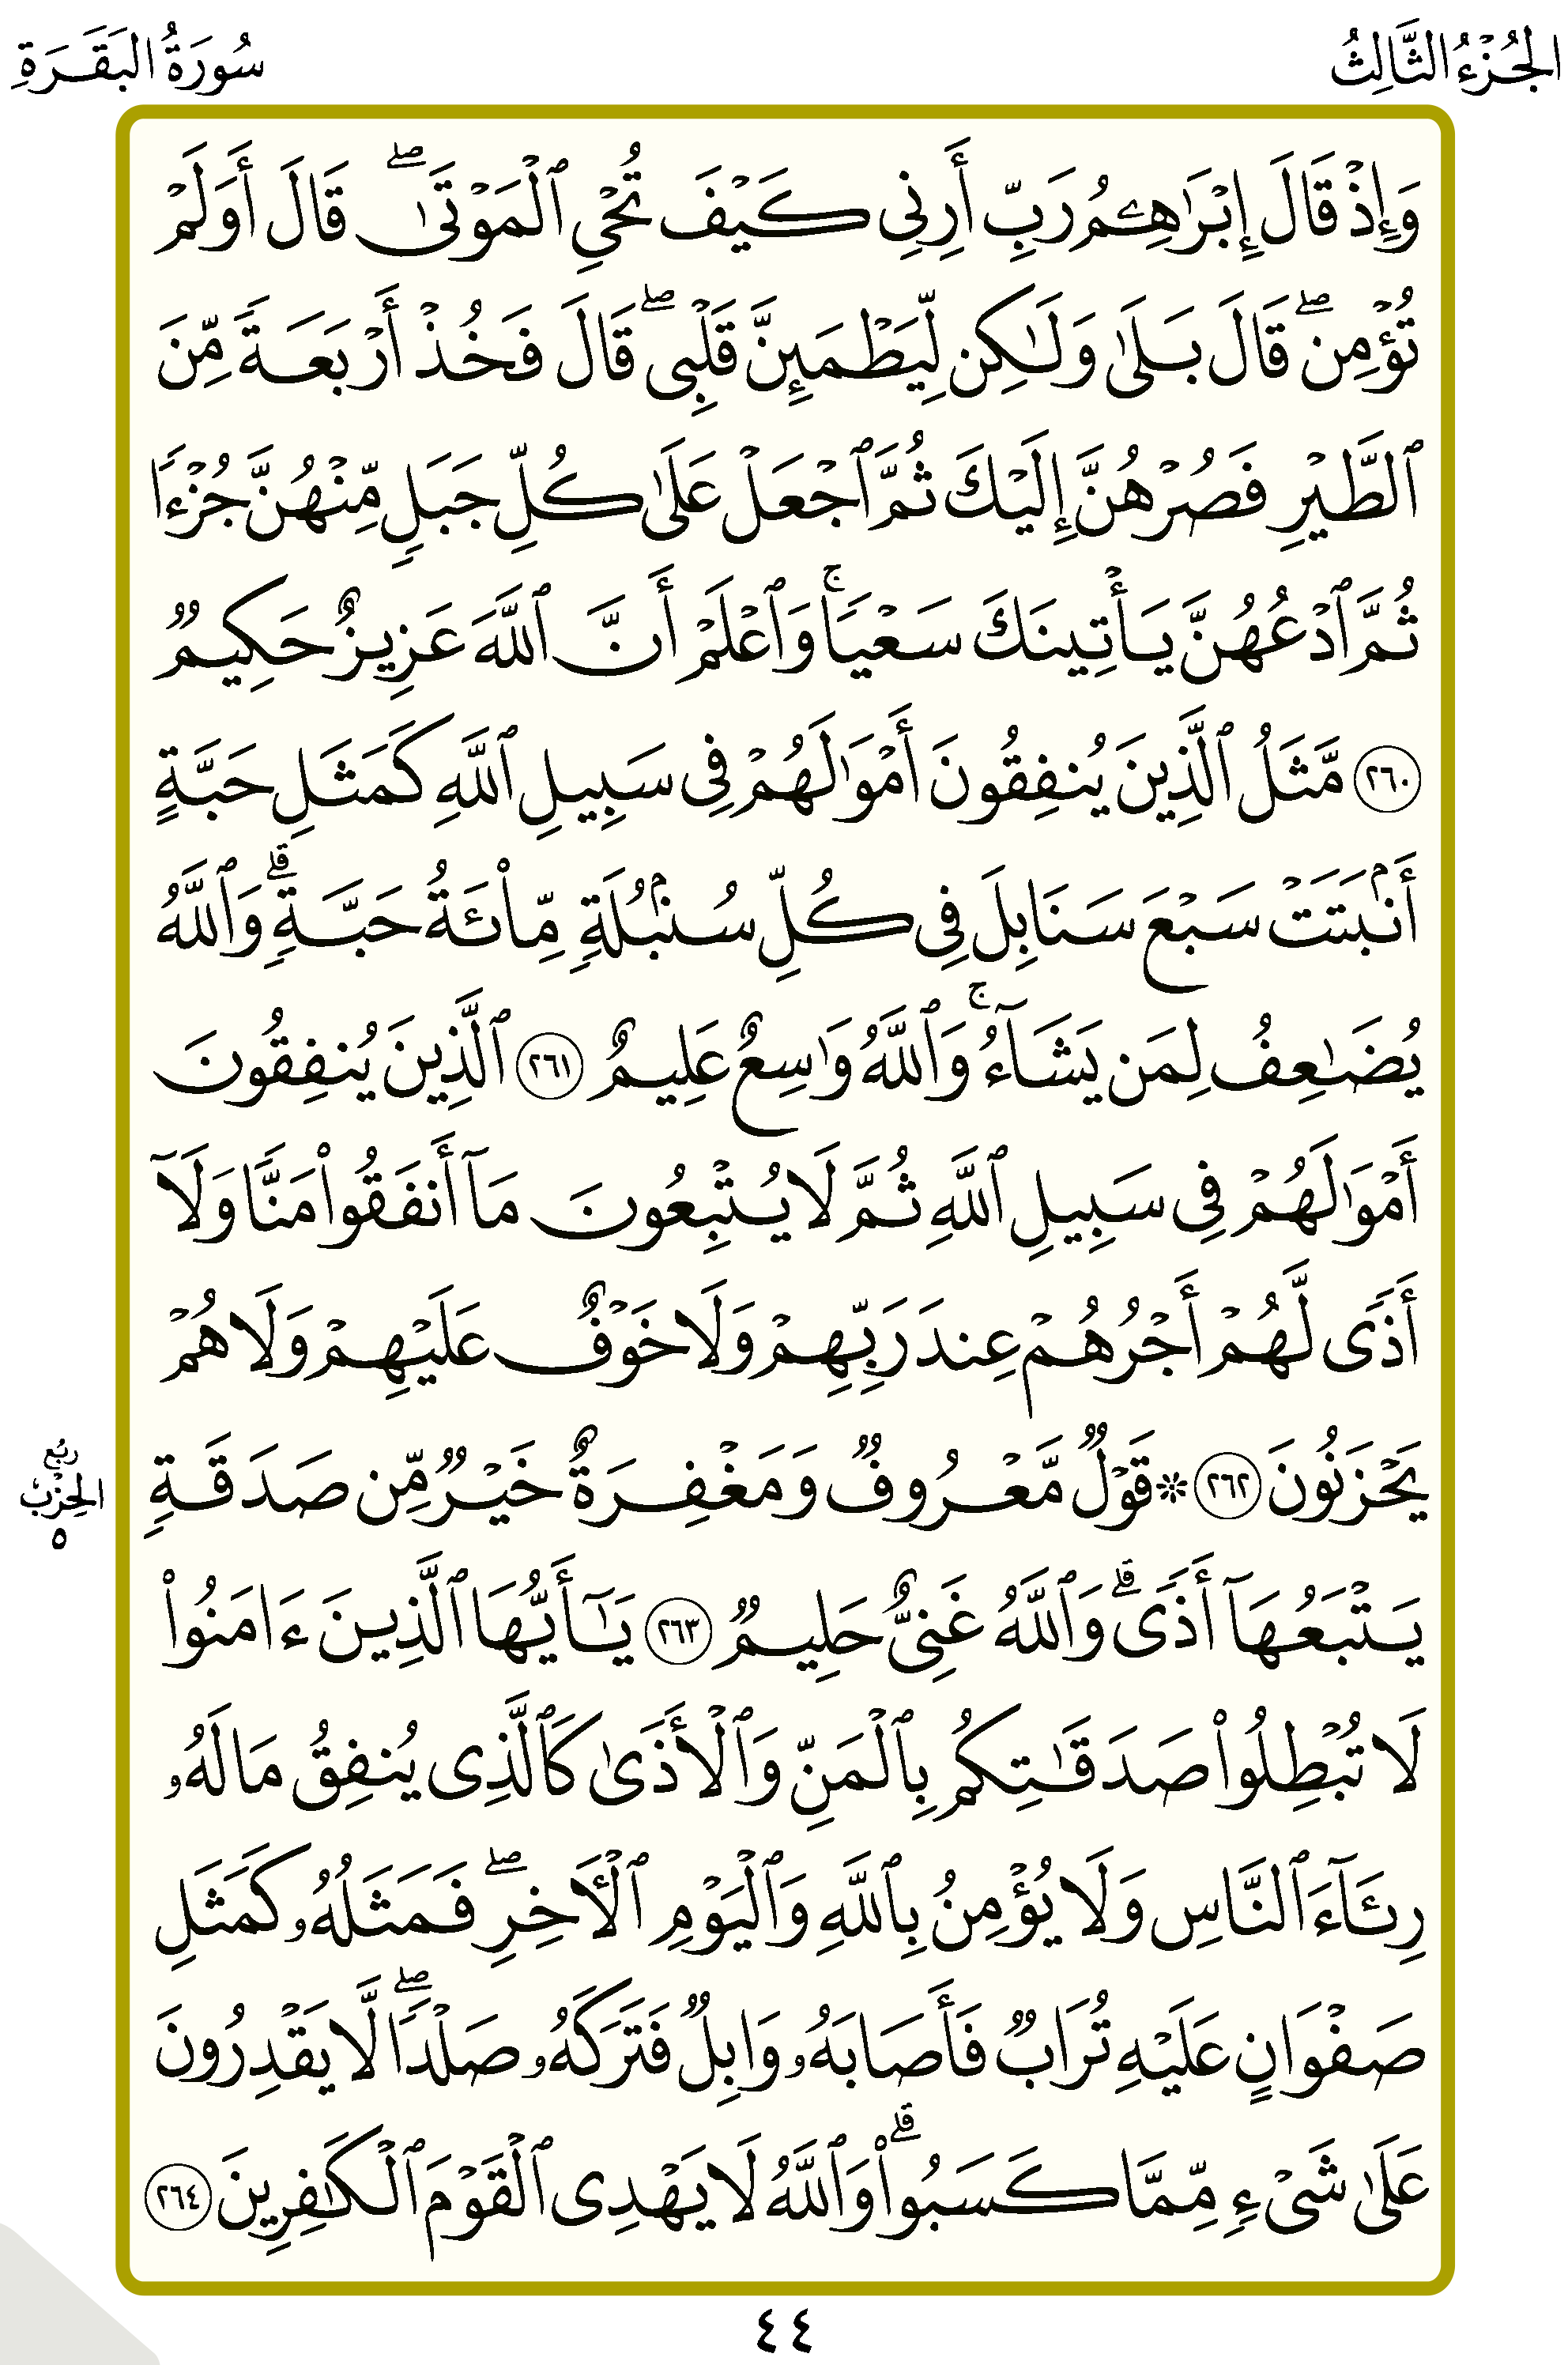 الجُزْءُ الثَّالِثُ
سُورَةُ البَقَرَةِ
وَإِذْ قَالَ إِبْرَٰهِـۧمُ رَبِّ أَرِنِى كَيْفَ تُحْىِ ٱلْمَوْتَىٰ ۖ قَالَ أَوَلَمْ
تُؤْمِن ۖ قَالَ بَلَىٰ وَلَـٰكِن لِّيَطْمَئِنَّ قَلْبِى ۖ قَالَ فَخُذْ أَرْبَعَةً مِّنَ
ٱلطَّيْرِ فَصُرْهُنَّ إِلَيْكَ ثُمَّ ٱجْعَلْ عَلَىٰ كُلِّ جَبَلٍ مِّنْهُنَّ جُزْءًا
ثُمَّ ٱدْعُهُنَّ يَأْتِينَكَ سَعْيًا ۚ وَٱعْلَمْ أَنَّ ٱللَّهَ عَزِيزٌ حَكِيمٌ
٢٦٠ مَّثَلُ ٱلَّذِينَ يُنفِقُونَ أَمْوَٰلَهُمْ فِى سَبِيلِ ٱللَّهِ كَمَثَلِ حَبَّةٍ
أَنۢبَتَتْ سَبْعَ سَنَابِلَ فِى كُلِّ سُنۢبُلَةٍ مِّا۟ئَةُ حَبَّةٍ ۗ وَٱللَّهُ
يُضَـٰعِفُ لِمَن يَشَآءُ ۚ وَٱللَّهُ وَٰسِعٌ عَلِيمٌ ٢٦١ ٱلَّذِينَ يُنفِقُونَ
أَمْوَٰلَهُمْ فِى سَبِيلِ ٱللَّهِ ثُمَّ لَا يُتْبِعُونَ مَآ أَنفَقُوا۟ مَنًّا وَلَآ
أَذًى لَّهُمْ أَجْرُهُمْ عِندَ رَبِّهِمْ وَلَا خَوْفٌ عَلَيْهِمْ وَلَا هُمْ
يَحْزَنُونَ ٢٦٢ ۞ قَوْلٌ مَّعْرُوفٌ وَمَغْفِرَةٌ خَيْرٌ مِّن صَدَقَةٍ
رُبُع
الحِزْب
٥
يَتْبَعُهَآ أَذًى ۗ وَٱللَّهُ غَنِىٌّ حَلِيمٌ ٢٦٣ يَـٰٓأَيُّهَا ٱلَّذِينَ ءَامَنُوا۟
لَا تُبْطِلُوا۟ صَدَقَـٰتِكُم بِٱلْمَنِّ وَٱلْأَذَىٰ كَٱلَّذِى يُنفِقُ مَالَهُۥ
رِئَآءَ ٱلنَّاسِ وَلَا يُؤْمِنُ بِٱللَّهِ وَٱلْيَوْمِ ٱلْـَٔاخِرِ ۖ فَمَثَلُهُۥ كَمَثَلِ
صَفْوَانٍ عَلَيْهِ تُرَابٌ فَأَصَابَهُۥ وَابِلٌ فَتَرَكَهُۥ صَلْدًا ۖ لَّا يَقْدِرُونَ
عَلَىٰ شَىْءٍ مِّمَّا كَسَبُوا۟ ۗ وَٱللَّهُ لَا يَهْدِى ٱلْقَوْمَ ٱلْكَـٰفِرِينَ ٢٦٤
٤٤